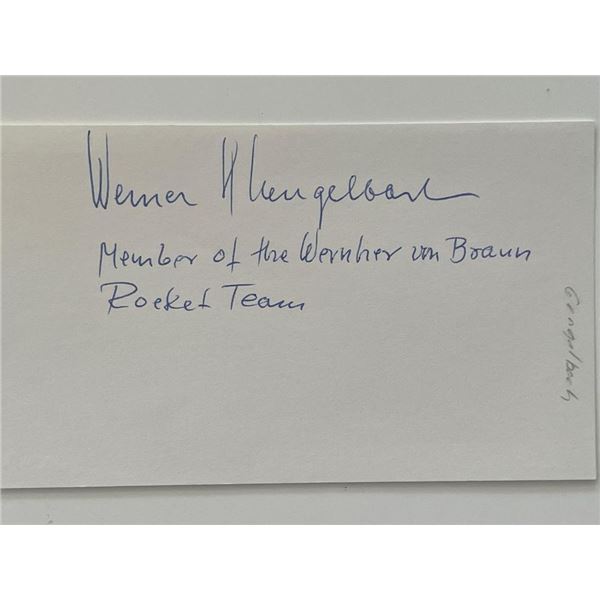 Werner K Gengelbach
Member of the Wernher von Braun
Rocket Team
Gengelbach